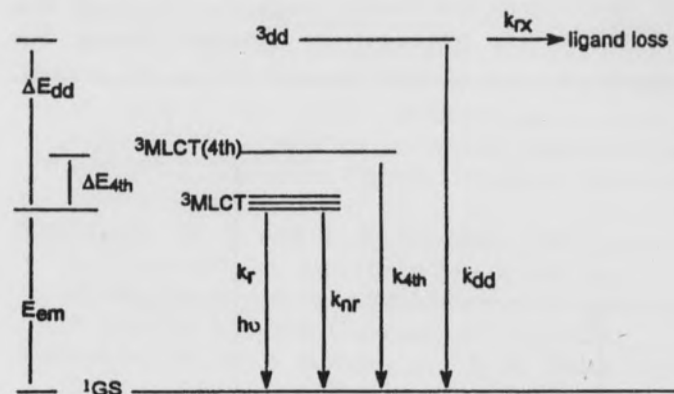 ³dd
k_rx
ligand loss
ΔE_dd
³MLCT(4th)
ΔE_4th
³MLCT
k_r
k_nr
k_4th
k_dd
E_em
hυ
¹GS